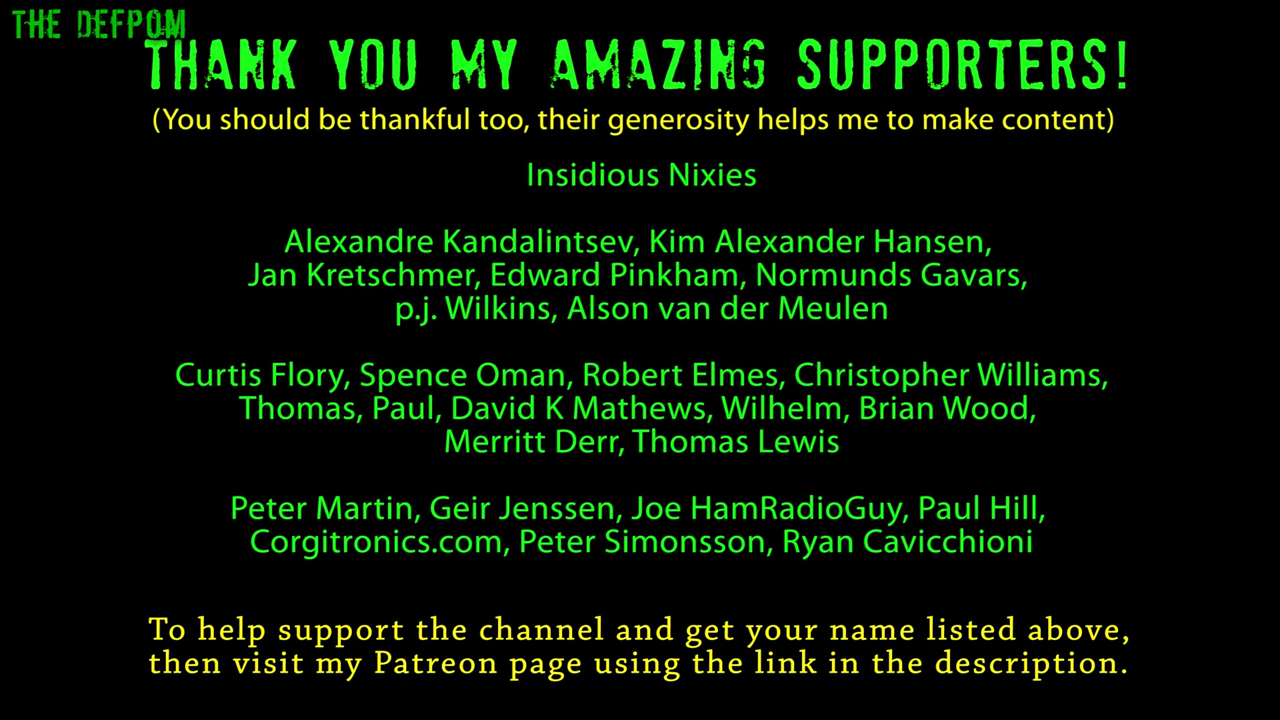 THE DEFPOM
THANK YOU MY AMAZING SUPPORTERS!
(You should be thankful too, their generosity helps me to make content)
Insidious Nixies
Alexandre Kandalintsev, Kim Alexander Hansen,
Jan Kretschmer, Edward Pinkham, Normunds Gavars,
p.j. Wilkins, Alson van der Meulen
Curtis Flory, Spence Oman, Robert Elmes, Christopher Williams,
Thomas, Paul, David K Mathews, Wilhelm, Brian Wood,
Merritt Derr, Thomas Lewis
Peter Martin, Geir Jenssen, Joe HamRadioGuy, Paul Hill,
Corgitronics.com, Peter Simonsson, Ryan Cavicchioni
To help support the channel and get your name listed above,
then visit my Patreon page using the link in the description.